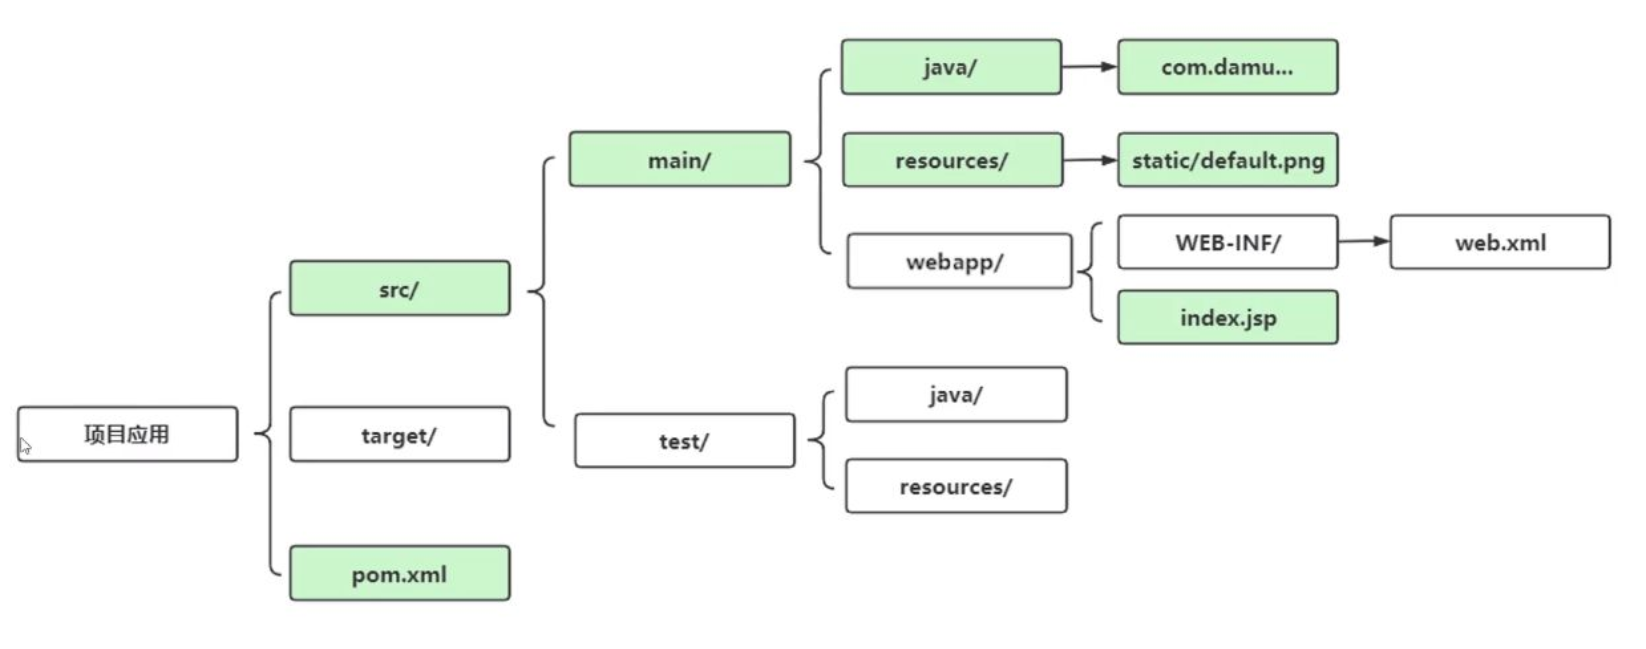 java/
com.damu...
main/
resources/
static/default.png
WEB-INF/
web.xml
webapp/
src/
index.jsp
java/
项目应用
target/
test/
resources/
pom.xml